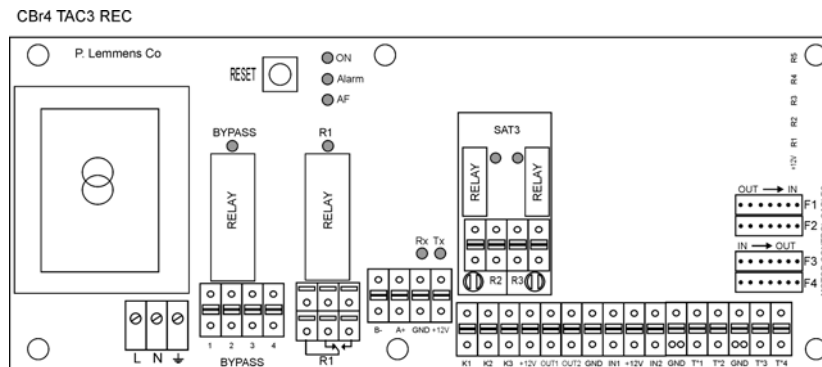 CBr4 TAC3 REC
P. Lemmens Co
RESET
ON
Alarm
AF
BYPASS
R1
RELAY
RELAY
SAT3
RELAY
RELAY
R2 R3
Rx Tx
R5
R4
R3
R2
R1
+12V
OUT → IN
F1
F2
IN → OUT
F3
F4
L N
1 2 3 4
BYPASS
R1
B- A+ GND +12V
K1 K2 K3 +12V OUT1 OUT2 GND IN1 +12V IN2 GND T°1 T°2 GND T°3 T°4